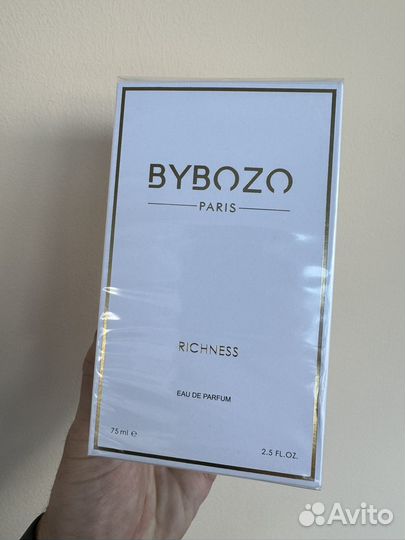 BYBOZO
PARIS
RICHNESS
EAU DE PARFUM
75 ml ℮
2.5 FL.OZ.
Avito